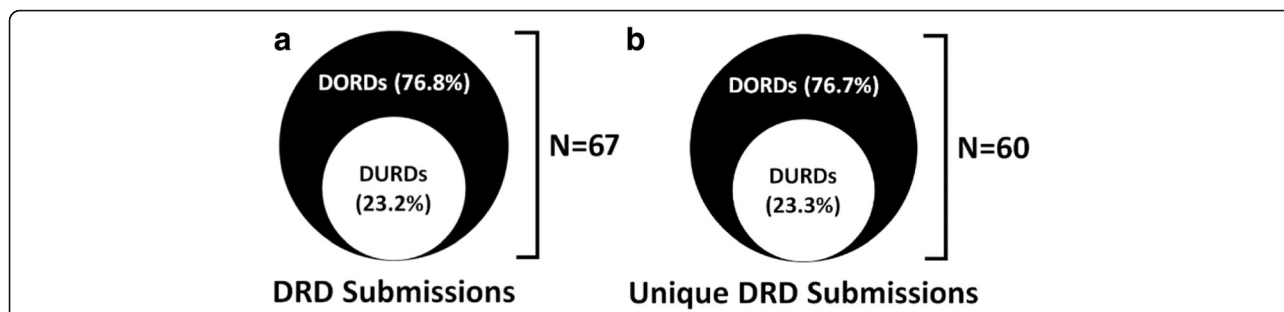 a
DORDs (76.8%)
DURDs
(23.2%)
N=67
DRD Submissions
b
DORDs (76.7%)
DURDs
(23.3%)
N=60
Unique DRD Submissions